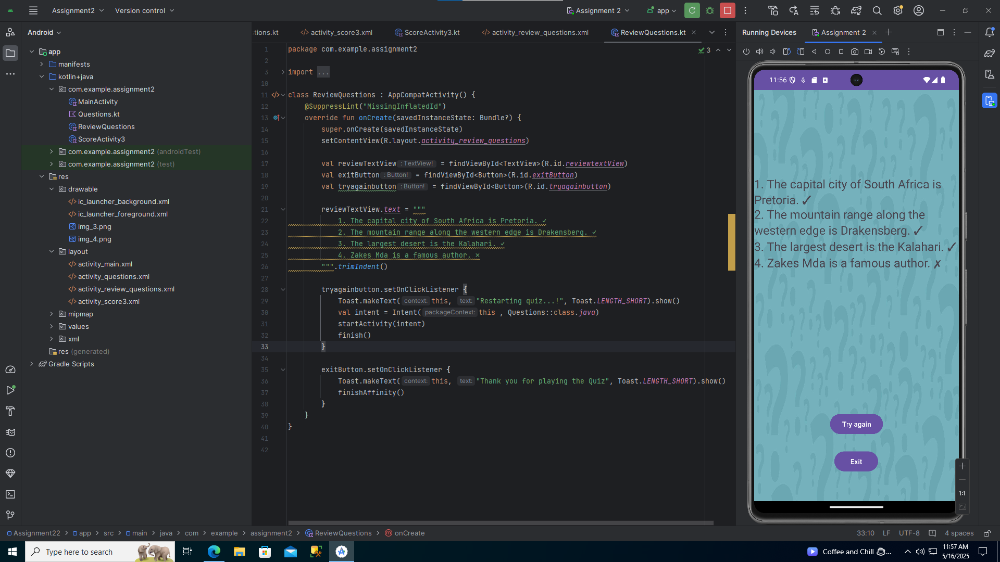 Assignment2
Version control
Assignment 2
app
Android
tions.kt
activity_score3.xml
ScoreActivity3.kt
activity_review_questions.xml
ReviewQuestions.kt
Running Devices
Assignment 2
app
manifests
kotlin+java
com.example.assignment2
MainActivity
Questions.kt
ReviewQuestions
ScoreActivity3
com.example.assignment2 (androidTest)
com.example.assignment2 (test)
res
drawable
ic_launcher_background.xml
ic_launcher_foreground.xml
img_3.png
img_4.png
layout
activity_main.xml
activity_questions.xml
activity_review_questions.xml
activity_score3.xml
mipmap
values
xml
res (generated)
Gradle Scripts
3
1 package com.example.assignment2
2
3 import ...
10
11 class ReviewQuestions : AppCompatActivity() {
12 @SuppressLint("MissingInflatedId")
13 override fun onCreate(savedInstanceState: Bundle?) {
14 super.onCreate(savedInstanceState)
15 setContentView(R.layout.activity_review_questions)
16
17 val reviewTextView : TextView! = findViewById<TextView>(R.id.reviewtextView)
18 val exitButton : Button! = findViewById<Button>(R.id.exitButton)
19 val tryagainbutton : Button! = findViewById<Button>(R.id.tryagainbutton)
20
21 reviewTextView.text = """
22 1. The capital city of South Africa is Pretoria. ✓
23 2. The mountain range along the western edge is Drakensberg. ✓
24 3. The largest desert is the Kalahari. ✓
25 4. Zakes Mda is a famous author. ✗
26 """.trimIndent()
27
28 tryagainbutton.setOnClickListener {
29 Toast.makeText( context: this, text: "Restarting quiz...!", Toast.LENGTH_SHORT).show()
30 val intent = Intent( packageContext: this , Questions::class.java)
31 startActivity(intent)
32 finish()
33 }
34
35 exitButton.setOnClickListener {
36 Toast.makeText( context: this, text: "Thank you for playing the Quiz", Toast.LENGTH_SHORT).show()
37 finishAffinity()
38 }
39 }
40 }
41
42
11:56
1. The capital city of South Africa is
Pretoria. ✓
2. The mountain range along the
western edge is Drakensberg. ✓
3. The largest desert is the Kalahari. ✓
4. Zakes Mda is a famous author. ✗
Try again
Exit
1:1
Assignment22 > app > src > main > java > com > example > assignment2 > ReviewQuestions > onCreate
33:10 LF UTF-8 4 spaces
Type here to search
Coffee and Chill ...
11:57 AM
5/16/2025